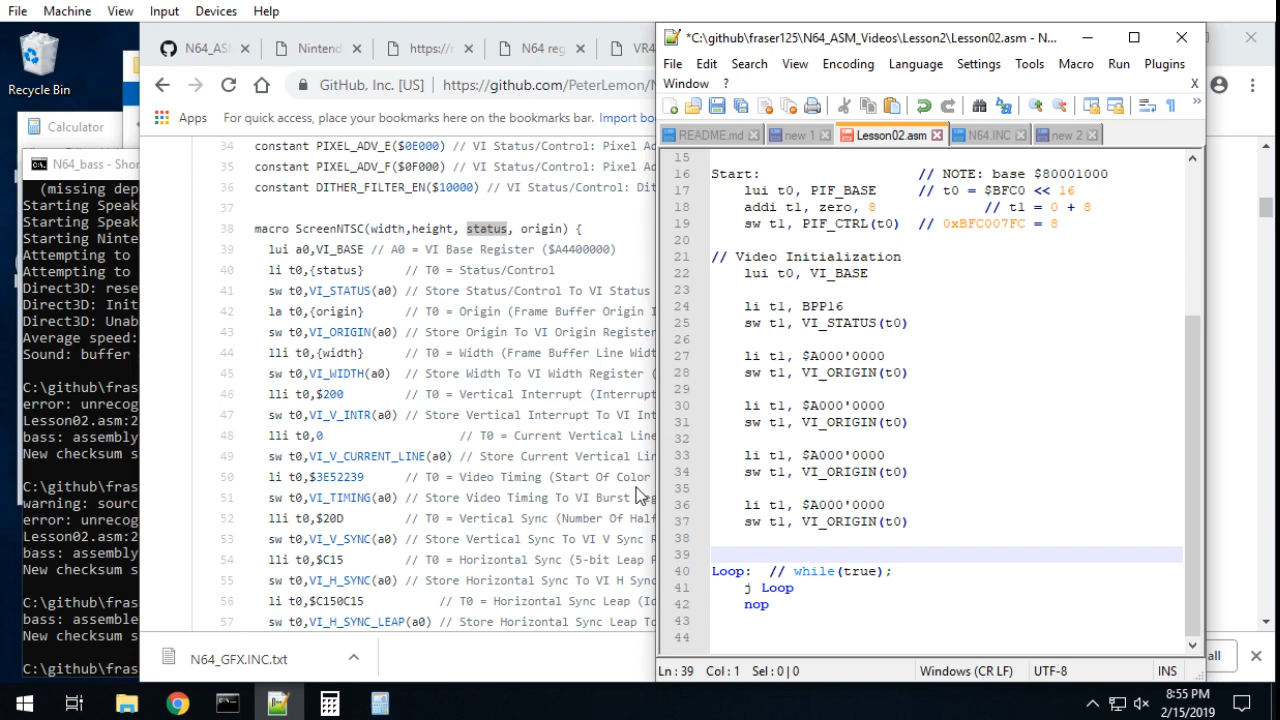 File Machine View Input Devices Help
Recycle Bin
Calculator
N64_bass - Sho
(missing dep
Starting Speak
Starting Speak
Starting Ninte
Attempting to
Attempting to
Direct3D: rese
Direct3D: Init
Direct3D: Unab
Average speed:
Sound: buffer
C:\github\fras
error: unrecog
Lesson02.asm:2
bass: assembly
New checksum s
C:\github\fras
warning: sourc
error: unrecog
Lesson02.asm:2
bass: assembly
New checksum s
C:\github\fras
bass: assemble
New checksum s
C:\github\fras
N64_AS
Nintend
https://
N64 reg
VR4
GitHub, Inc. [US] https://github.com/PeterLemon/N
Apps For quick access, place your bookmarks here on the bookmarks bar. Import boo
34 constant PIXEL_ADV_E($0E000) // VI Status/Control: Pixel Ad
35 constant PIXEL_ADV_F($0F000) // VI Status/Control: Pixel Ad
36 constant DITHER_FILTER_EN($10000) // VI Status/Control: Dit
37
38 macro ScreenNTSC(width,height, status, origin) {
39 lui a0,VI_BASE // A0 = VI Base Register ($A4400000)
40 li t0,{status} // T0 = Status/Control
41 sw t0,VI_STATUS(a0) // Store Status/Control To VI Status
42 la t0,{origin} // T0 = Origin (Frame Buffer Origin I
43 sw t0,VI_ORIGIN(a0) // Store Origin To VI Origin Register
44 lli t0,{width} // T0 = Width (Frame Buffer Line Widt
45 sw t0,VI_WIDTH(a0) // Store Width To VI Width Register (
46 lli t0,$200 // T0 = Vertical Interrupt (Interrupt
47 sw t0,VI_V_INTR(a0) // Store Vertical Interrupt To VI Int
48 lli t0,0 // T0 = Current Vertical Line
49 sw t0,VI_V_CURRENT_LINE(a0) // Store Current Vertical Lin
50 li t0,$3E52239 // T0 = Video Timing (Start Of Color
51 sw t0,VI_TIMING(a0) // Store Video Timing To VI Burst Reg
52 lli t0,$20D // T0 = Vertical Sync (Number Of Half
53 sw t0,VI_V_SYNC(a0) // Store Vertical Sync To VI V Sync R
54 lli t0,$C15 // T0 = Horizontal Sync (5-bit Leap P
55 sw t0,VI_H_SYNC(a0) // Store Horizontal Sync To VI H Sync
56 li t0,$C150C15 // T0 = Horizontal Sync Leap (Id
57 sw t0,VI_H_SYNC_LEAP(a0) // Store Horizontal Sync Leap To
N64_GFX.INC.txt
all
*C:\github\fraser125\N64_ASM_Videos\Lesson2\Lesson02.asm - N...
File Edit Search View Encoding Language Settings Tools Macro Run Plugins
Window ? X
README.md new 1 Lesson02.asm N64.INC new 2
15
16 Start: // NOTE: base $80001000
17 lui t0, PIF_BASE // t0 = $BFC0 << 16
18 addi t1, zero, 8 // t1 = 0 + 8
19 sw t1, PIF_CTRL(t0) // 0xBFC007FC = 8
20
21 // Video Initialization
22 lui t0, VI_BASE
23
24 li t1, BPP16
25 sw t1, VI_STATUS(t0)
26
27 li t1, $A000'0000
28 sw t1, VI_ORIGIN(t0)
29
30 li t1, $A000'0000
31 sw t1, VI_ORIGIN(t0)
32
33 li t1, $A000'0000
34 sw t1, VI_ORIGIN(t0)
35
36 li t1, $A000'0000
37 sw t1, VI_ORIGIN(t0)
38
39
40 Loop: // while(true);
41 j Loop
42 nop
43
44
Ln : 39 Col : 1 Sel : 0 | 0 Windows (CR LF) UTF-8 INS
8:55 PM
2/15/2019